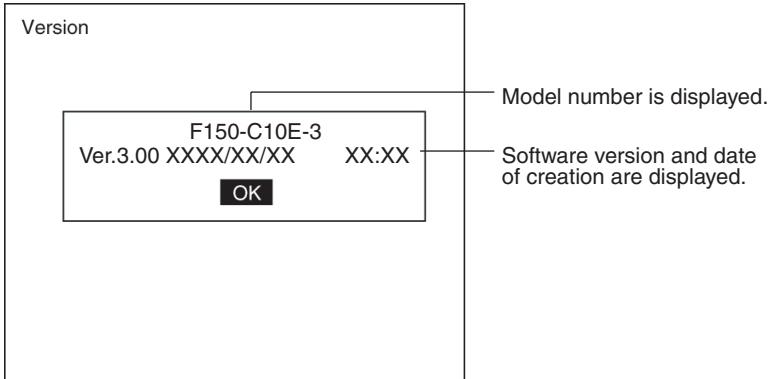 Version
Model number is displayed.
F150-C10E-3
Ver.3.00 XXXX/XX/XX XX:XX
Software version and date
of creation are displayed.
OK